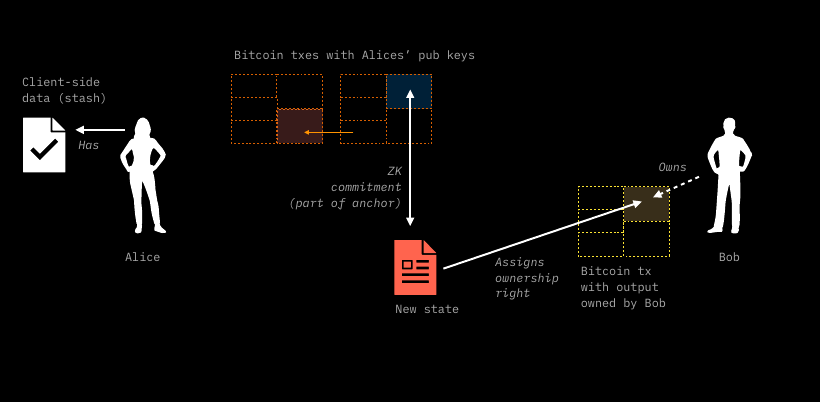 Bitcoin txes with Alices’ pub keys
Client-side
data (stash)
Has
Alice
ZK
commitment
(part of anchor)
New state
Assigns
ownership
right
Owns
Bitcoin tx
with output
owned by Bob
Bob